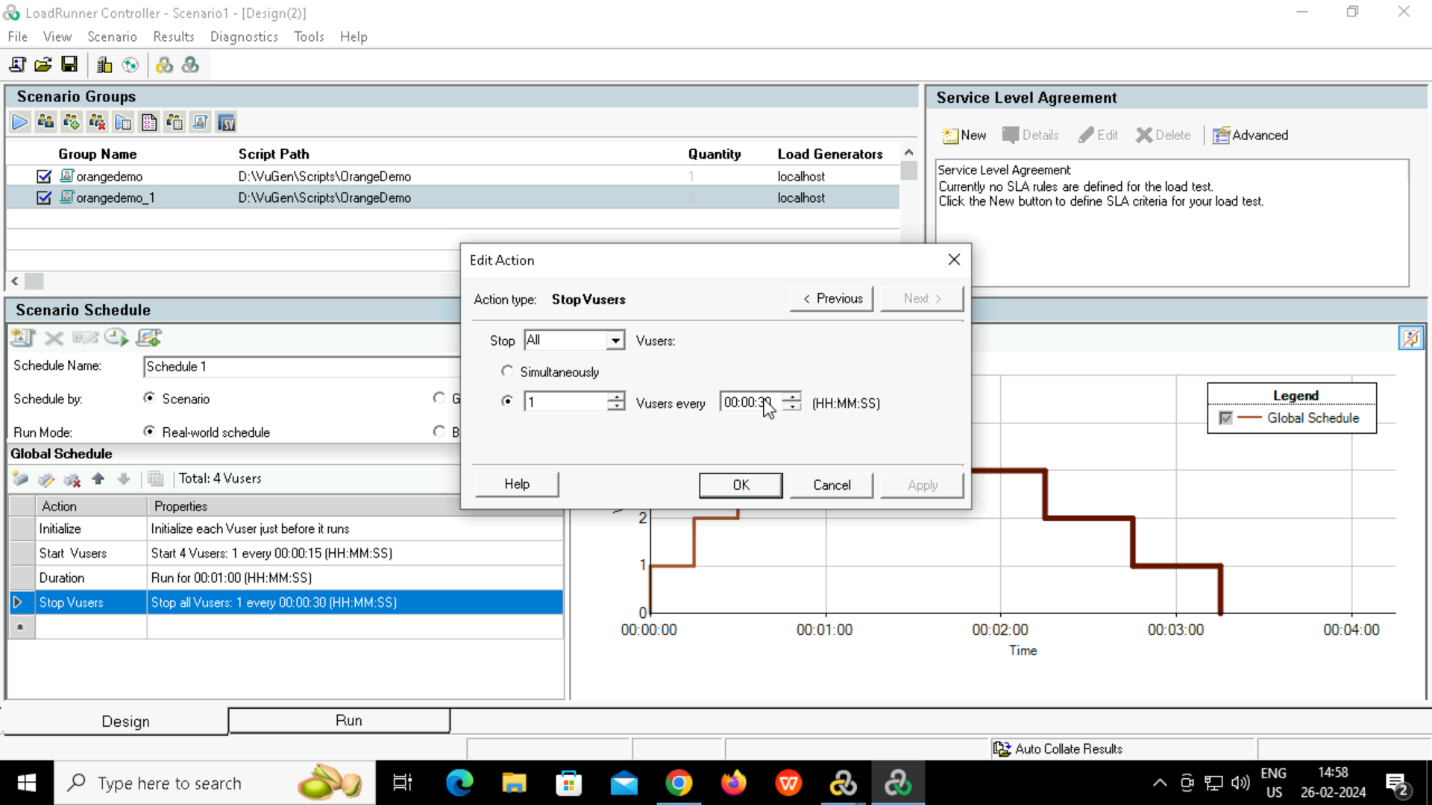 LoadRunner Controller - Scenario1 - [Design(2)]
File View Scenario Results Diagnostics Tools Help
Scenario Groups
Group Name Script Path Quantity Load Generators
orangedemo D:\VuGen\Scripts\OrangeDemo 1 localhost
orangedemo_1 D:\VuGen\Scripts\OrangeDemo 3 localhost
Service Level Agreement
New Details Edit Delete Advanced
Service Level Agreement
Currently no SLA rules are defined for the load test.
Click the New button to define SLA criteria for your load test.
Edit Action
Action type: Stop Vusers < Previous Next >
Stop All Vusers:
Simultaneously
1 Vusers every 00:00:30 (HH:MM:SS)
Help OK Cancel Apply
Scenario Schedule
Schedule Name: Schedule 1
Schedule by: Scenario G
Run Mode: Real-world schedule B
Global Schedule
Total: 4 Vusers
Action Properties
Initialize Initialize each Vuser just before it runs
Start Vusers Start 4 Vusers: 1 every 00:00:15 (HH:MM:SS)
Duration Run for 00:01:00 (HH:MM:SS)
Stop Vusers Stop all Vusers: 1 every 00:00:30 (HH:MM:SS)
*
Legend
Global Schedule
2
1
0
00:00:00 00:01:00 00:02:00 00:03:00 00:04:00
Time
Design Run
Auto Collate Results
Type here to search
ENG
US
14:58
26-02-2024
2